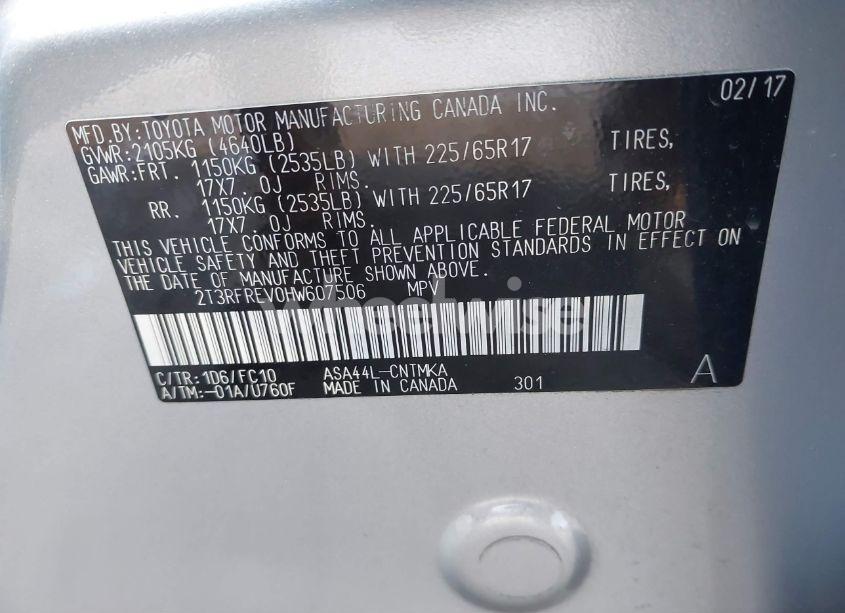 02/17
MFD. BY: TOYOTA MOTOR MANUFACTURING CANADA INC.
GVWR: 2105KG (4640LB)
GAWR: FRT. 1150KG (2535LB) WITH 225/65R17 TIRES,
17X7.0J RIMS.
RR. 1150KG (2535LB) WITH 225/65R17 TIRES,
17X7.0J RIMS.
THIS VEHICLE CONFORMS TO ALL APPLICABLE FEDERAL MOTOR
VEHICLE SAFETY AND THEFT PREVENTION STANDARDS IN EFFECT ON
THE DATE OF MANUFACTURE SHOWN ABOVE.
2T3RFREV0HW607506 MPV
wheelwise
C/TR: 1D6/FC10 ASA44L-CNTMKA
A/TM: -01A/U760F MADE IN CANADA 301 A